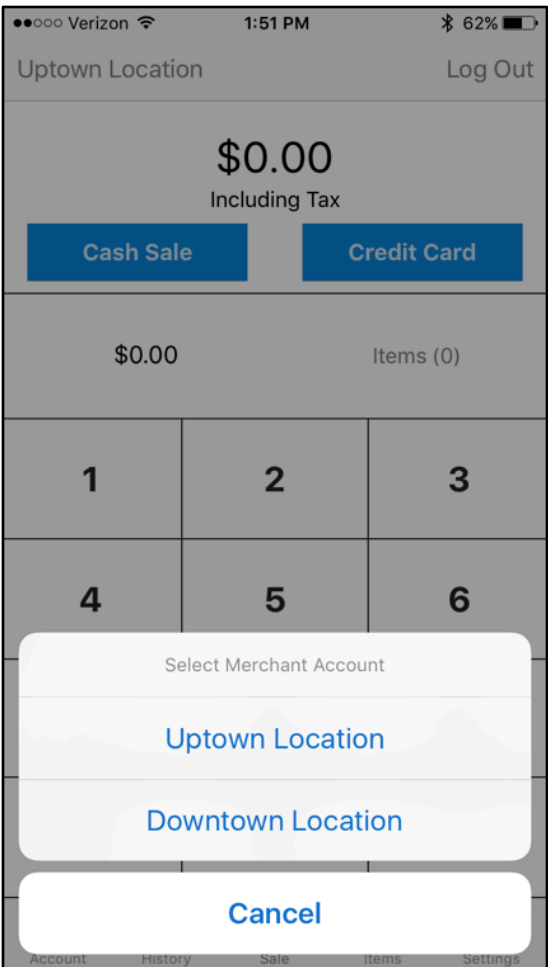 Verizon 1:51 PM 62%
Uptown Location Log Out
$0.00
Including Tax
Cash Sale Credit Card
$0.00 Items (0)
1 2 3
4 5 6
Select Merchant Account
Uptown Location
Downtown Location
Cancel
Account History Sale Items Settings